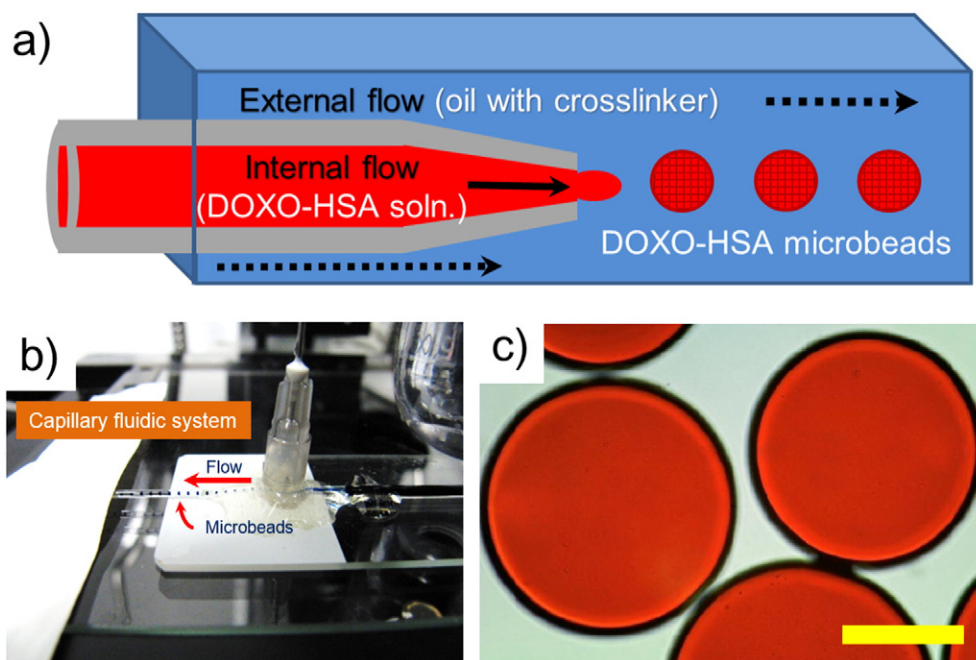 a)
External flow (oil with crosslinker)
Internal flow
(DOXO-HSA soln.)
DOXO-HSA microbeads
b)
Capillary fluidic system
Flow
Microbeads
c)